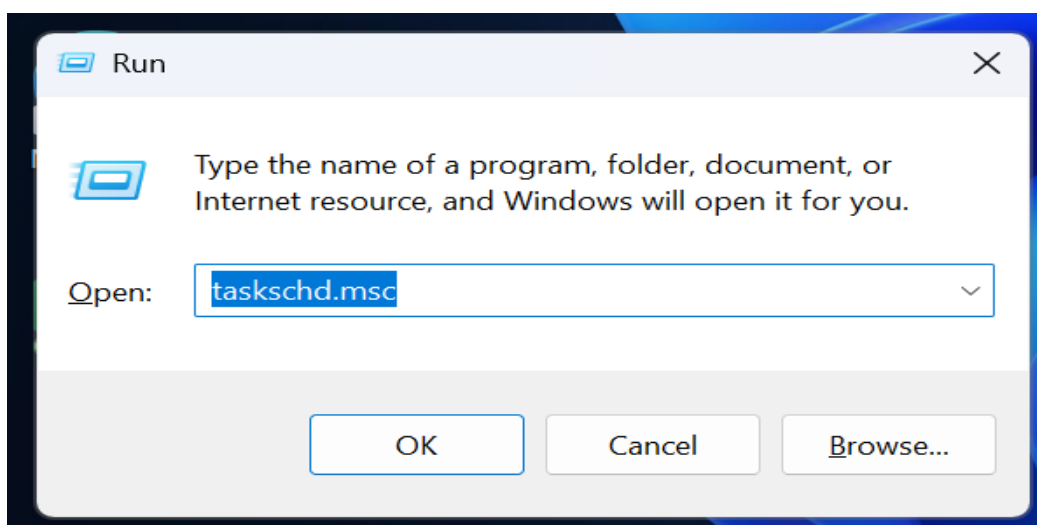 Run
Type the name of a program, folder, document, or
Internet resource, and Windows will open it for you.
Open: taskschd.msc
OK Cancel Browse...